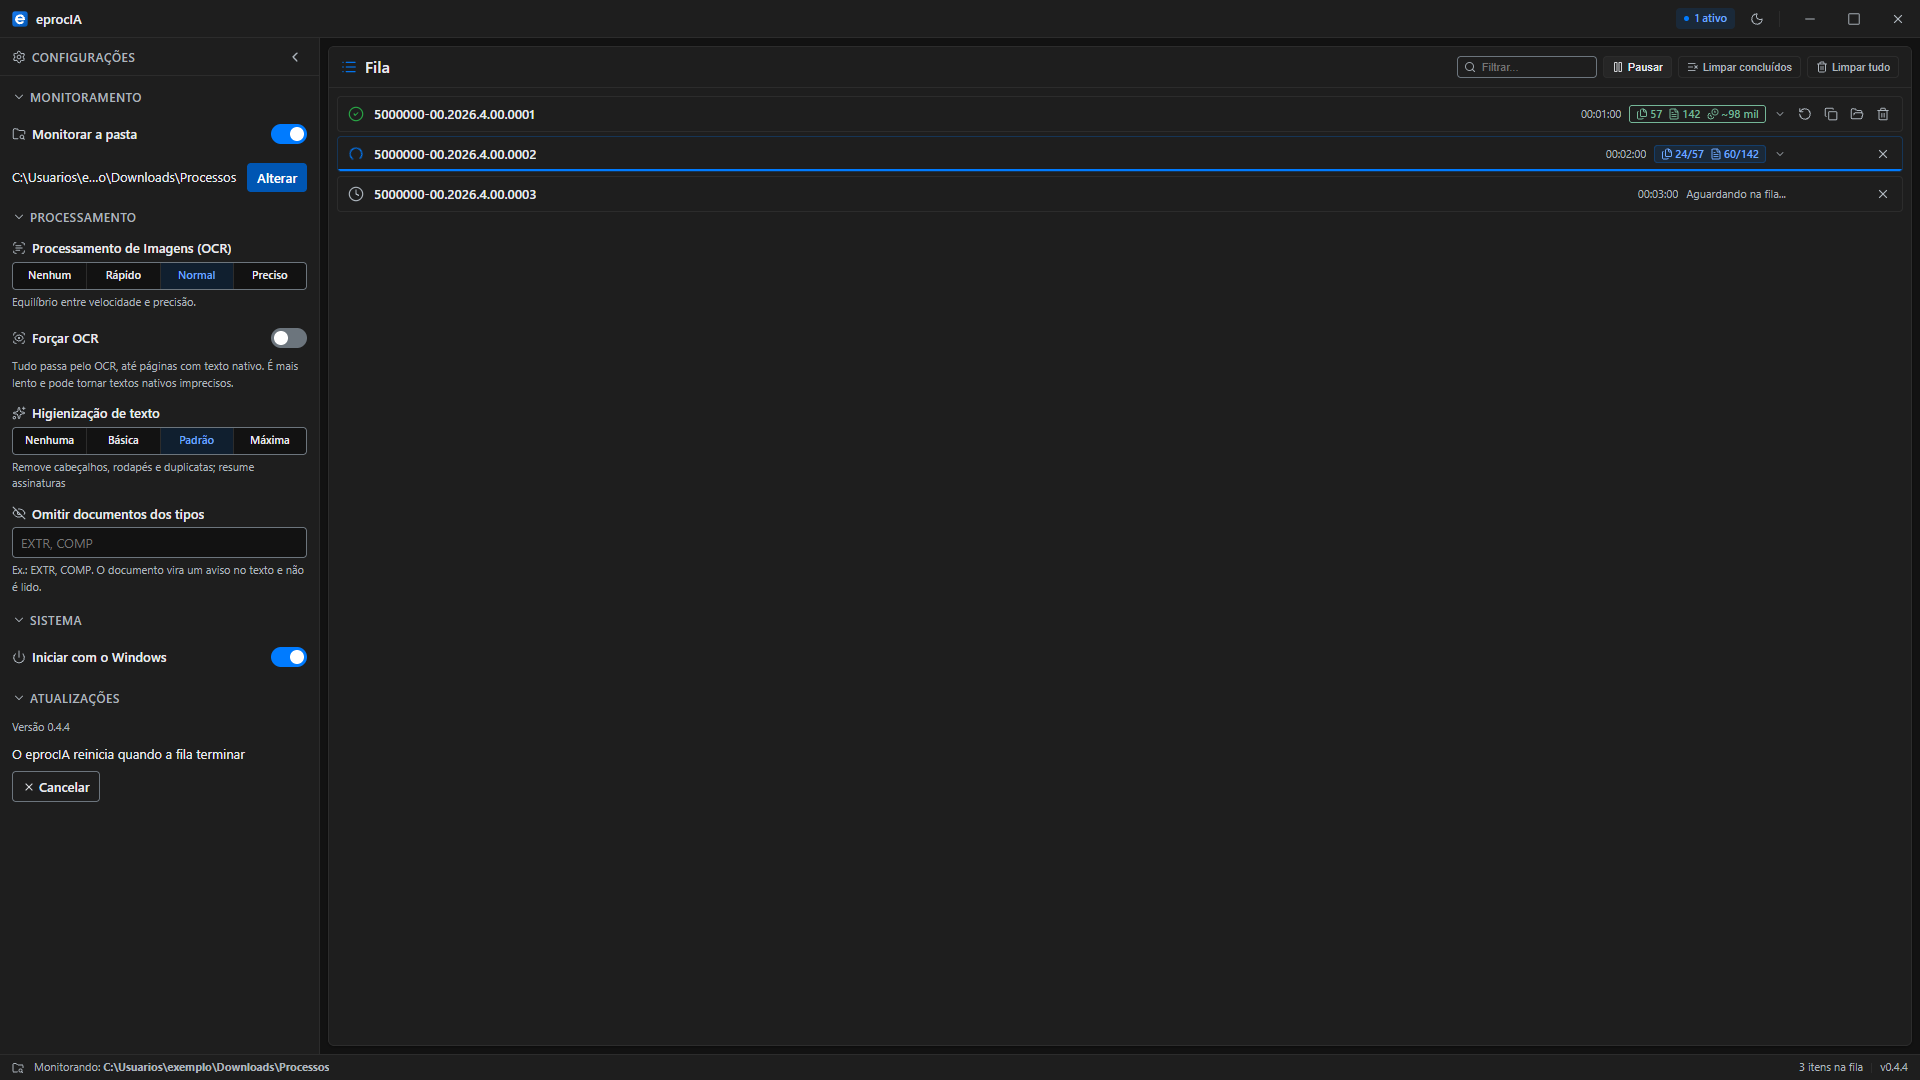 eprocIA
1 ativo
CONFIGURAÇÕES
MONITORAMENTO
Monitorar a pasta
C:\Usuarios\e...o\Downloads\Processos
Alterar
PROCESSAMENTO
Processamento de Imagens (OCR)
Nenhum Rápido Normal Preciso
Equilíbrio entre velocidade e precisão.
Forçar OCR
Tudo passa pelo OCR, até páginas com texto nativo. É mais
lento e pode tornar textos nativos imprecisos.
Higienização de texto
Nenhuma Básica Padrão Máxima
Remove cabeçalhos, rodapés e duplicatas; resume
assinaturas
Omitir documentos dos tipos
EXTR, COMP
Ex.: EXTR, COMP. O documento vira um aviso no texto e não
é lido.
SISTEMA
Iniciar com o Windows
ATUALIZAÇÕES
Versão 0.4.4
O eprocIA reinicia quando a fila terminar
Cancelar
Fila
Filtrar...
Pausar
Limpar concluídos
Limpar tudo
5000000-00.2026.4.00.0001 00:01:00 57 142 ~98 mil
5000000-00.2026.4.00.0002 00:02:00 24/57 60/142
5000000-00.2026.4.00.0003 00:03:00 Aguardando na fila...
Monitorando: C:\Usuarios\exemplo\Downloads\Processos
3 itens na fila
v0.4.4